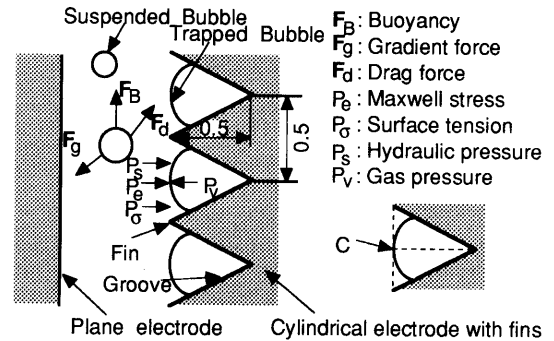 Suspended Bubble
Trapped Bubble
F_B
F_d
F_g
0.5
0.5
P_s
P_e
P_v
P_σ
Fin
Groove
Plane electrode
Cylindrical electrode with fins
F_B : Buoyancy
F_g : Gradient force
F_d : Drag force
P_e : Maxwell stress
P_σ : Surface tension
P_s : Hydraulic pressure
P_v : Gas pressure
C